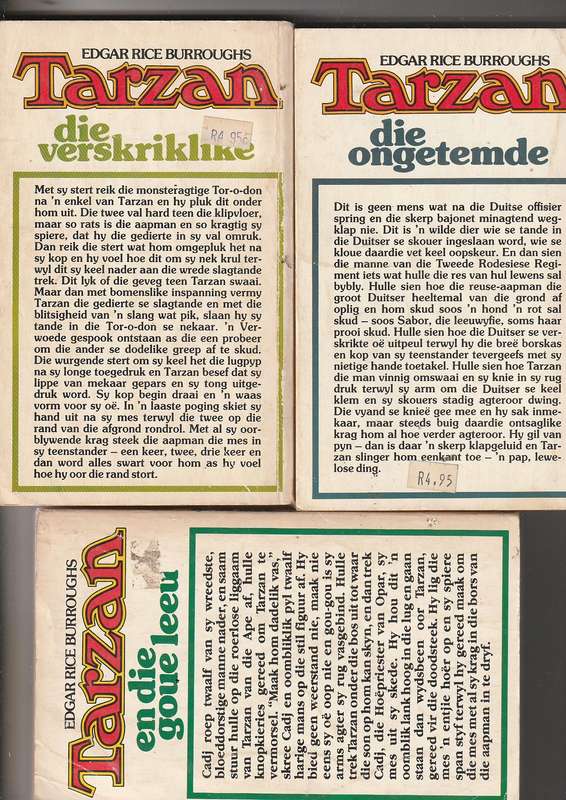 EDGAR RICE BURROUGHS
Tarzan
die
verskriklike
R4,95
Met sy stert reik die monsteragtige Tor-o-don
na 'n enkel van Tarzan en hy pluk dit onder
hom uit. Die twee val hard teen die klipvloer,
maar so rats is die aapman en so kragtig sy
spiere, dat hy die gedierte in sy val omruk.
Dan reik die stert wat hom omgepluk het na
sy kop en hy voel hoe dit om sy nek krul ter-
wyl dit sy keel nader aan die wrede slagtande
trek. Dit lyk of die geveg teen Tarzan swaai.
Maar dan met bomenslike inspanning vermy
Tarzan die gedierte se slagtande en met die
blitsigheid van 'n slang wat pik, slaan hy sy
tande in die Tor-o-don se nekaar. 'n Ver-
woede gespook ontstaan as die een probeer
om die ander se dodelike greep af te skud.
Die wurgende stert om sy keel het die lugpyp
na sy longe toegedruk en Tarzan besef dat sy
lippe van mekaar gepars en sy tong uitge-
druk word. Sy kop begin draai en 'n waas
vorm voor sy oë. In 'n laaste poging skiet sy
hand uit na sy mes terwyl die twee op die
rand van die afgrond rondrol. Met al sy oor-
blywende krag steek die aapman die mes in
sy teenstander – een keer, twee, drie keer en
dan word alles swart voor hom as hy voel
hoe hy oor die rand stort.
EDGAR RICE BURROUGHS
Tarzan
die
ongetemde
Dit is geen mens wat na die Duitse offisier
spring en die skerp bajonet minagtend weg-
klap nie. Dit is 'n wilde dier wie se tande in
die Duitser se skouer ingeslaan word, wie se
kloue daardie vet keel oopskeur. En dan sien
die manne van die Tweede Rodesiese Regi-
ment iets wat hulle die res van hul lewens sal
bybly. Hulle sien hoe die reuse-aapman die
groot Duitser heeltemal van die grond af
oplig en hom skud soos 'n hond 'n rot sal
skud – soos Sabor, die leeuwyfie, soms haar
prooi skud. Hulle sien hoe die Duitser se ver-
skrikte oë uitpeul terwyl hy die breë borskas
en kop van sy teenstander tevergeefs met sy
nietige hande toetakel. Hulle sien hoe Tarzan
die man vinnig omswaai en sy knie in sy rug
druk terwyl sy arm om die Duitser se keel
klem en sy skouers stadig agteroor dwing.
Die vyand se knieë gee mee en hy sak inme-
kaar, maar steeds buig daardie ontsaglike
krag hom al hoe verder agteroor. Hy gil van
pyn – dan is daar 'n skerp klapgeluid en Tar-
zan slinger hom eenkant toe – 'n pap, lewe-
lose ding.
R4,95
EDGAR RICE BURROUGHS
Tarzan
en die
goue leeu
Cadj roep twaalf van sy wreedste,
bloeddorstige manne nader, en saam
stuur hulle op die roerlose liggaam
van Tarzan van die Ape af, hulle
knopkieries gereed om Tarzan te
vermorsel. "Maak hom dadelik vas,"
skree Cadj en oombliklik pyl twaalf
harige mans op die stil figuur af. Hy
bied geen weerstand nie, maak nie
eens sy oë oop nie en gou-gou is sy
arms agter sy rug vasgebind. Hulle
trek Tarzan onder die bos uit tot waar
die son op hom kan skyn, en dan trek
Cadj, die Hoëpriester van Opar, sy
mes uit sy skede. Hy hou dit 'n
oomblik lank hoog in die lug en gaan
staan dan wydsbeen oor Tarzan,
gereed vir die doodsteek. Hy lig die
mes 'n entjie hoër en sy spiere
span styf terwyl hy gereed maak om
die mes met al sy krag in die bors van
die aapman in te dryf.